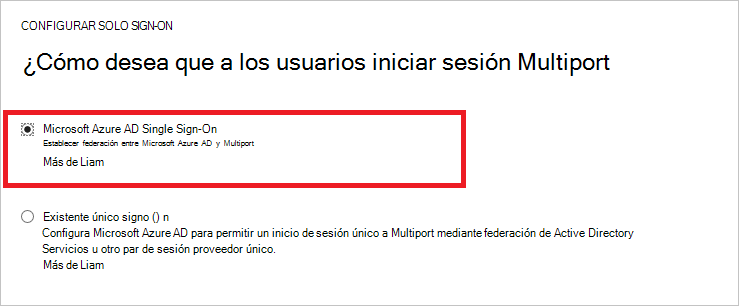 CONFIGURAR SOLO SIGN-ON
¿Cómo desea que a los usuarios iniciar sesión Multiport
Microsoft Azure AD Single Sign-On
Establecer federación entre Microsoft Azure AD y Multiport
Más de Liam
Existente único signo () n
Configura Microsoft Azure AD para permitir un inicio de sesión único a Multiport mediante federación de Active Directory
Servicios u otro par de sesión proveedor único.
Más de Liam